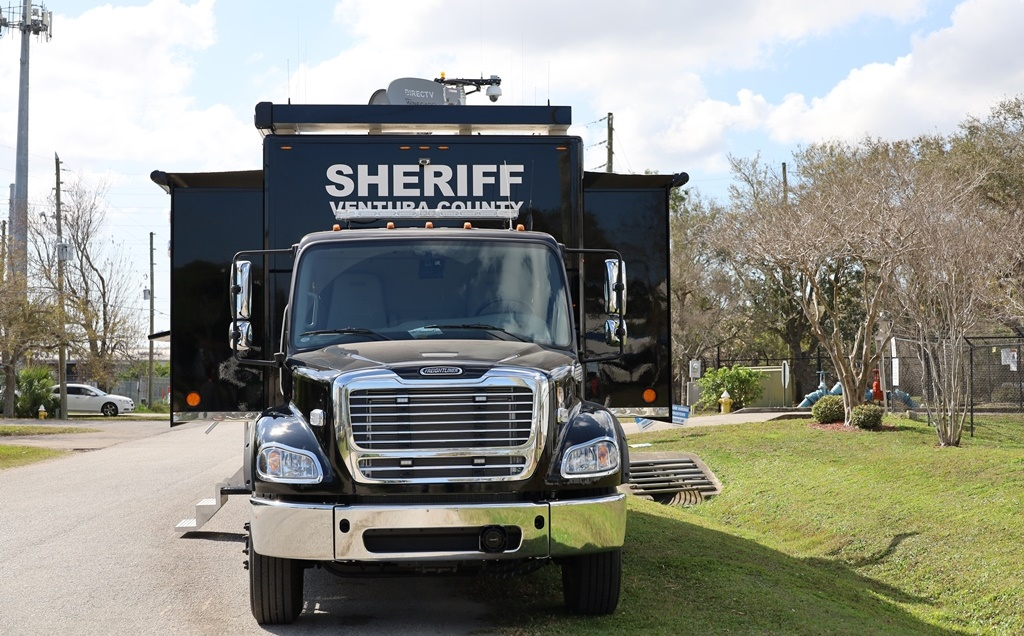 DIRECTV
SHERIFF
VENTURA COUNTY
FREIGHTLINER